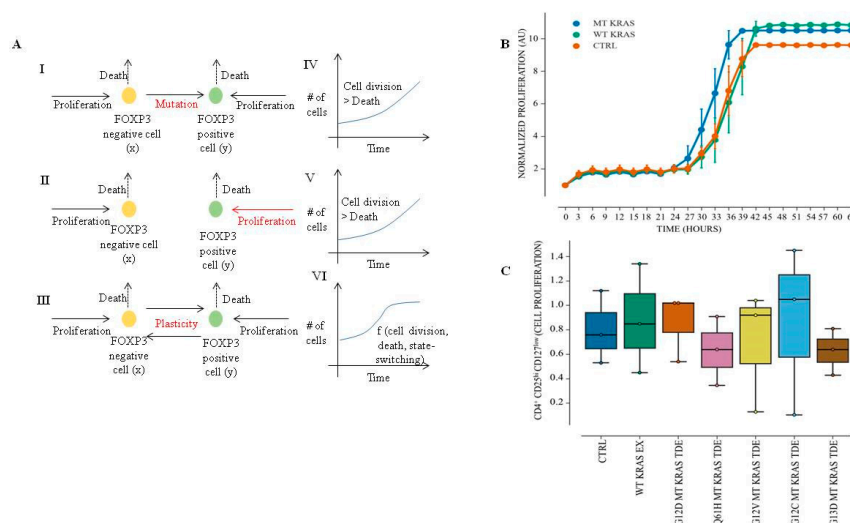 A
I
Death
Death
Proliferation
Mutation
Proliferation
FOXP3
negative cell
(x)
FOXP3
positive
cell (y)
IV
# of
cells
Cell division
> Death
Time
II
Death
Death
Proliferation
Proliferation
FOXP3
negative cell
(x)
FOXP3
positive
cell (y)
V
# of
cells
Cell division
> Death
Time
III
Death
Death
Proliferation
Plasticity
Proliferation
FOXP3
negative
cell (x)
FOXP3
positive
cell (y)
VI
# of
cells
f (cell division,
death, state-
switching)
Time
B
MT KRAS
WT KRAS
CTRL
NORMALIZED PROLIFERATION (AU)
10
8
6
4
2
0 3 6 9 12 15 18 21 24 27 30 33 36 39 42 45 48 51 54 57 60
TIME (HOURS)
C
CD4⁺ CD25ʰⁱ CD127ˡᵒʷ (CELL PROLIFERATION)
1.4
1.2
1.0
0.8
0.6
0.4
0.2
CTRL
WT KRAS EX
G12D MT KRAS TDE
Q61H MT KRAS TDE
G12V MT KRAS TDE
G12C MT KRAS TDE
G13D MT KRAS TDE